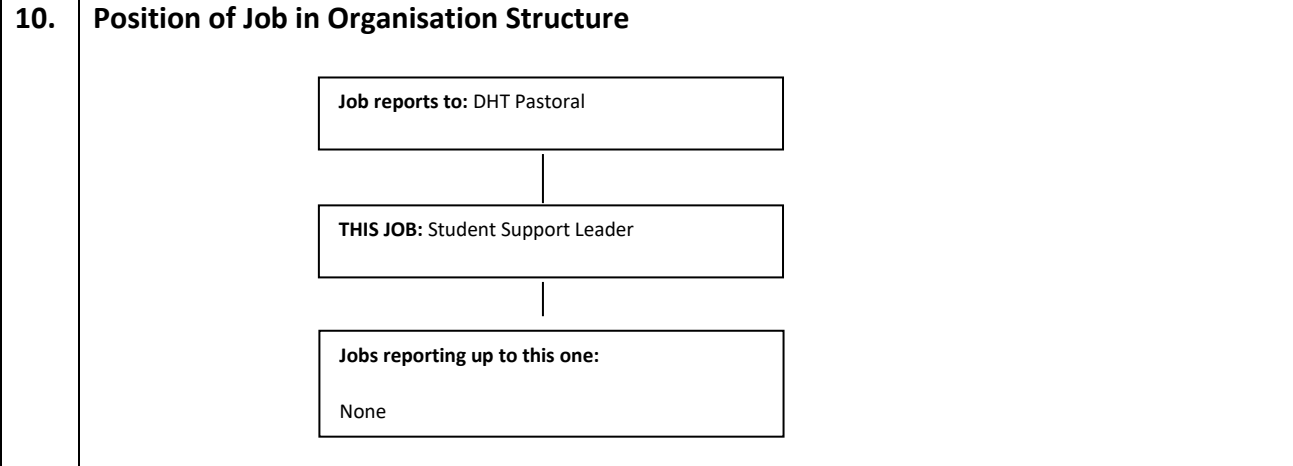 10. Position of Job in Organisation Structure
Job reports to: DHT Pastoral
THIS JOB: Student Support Leader
Jobs reporting up to this one:
None